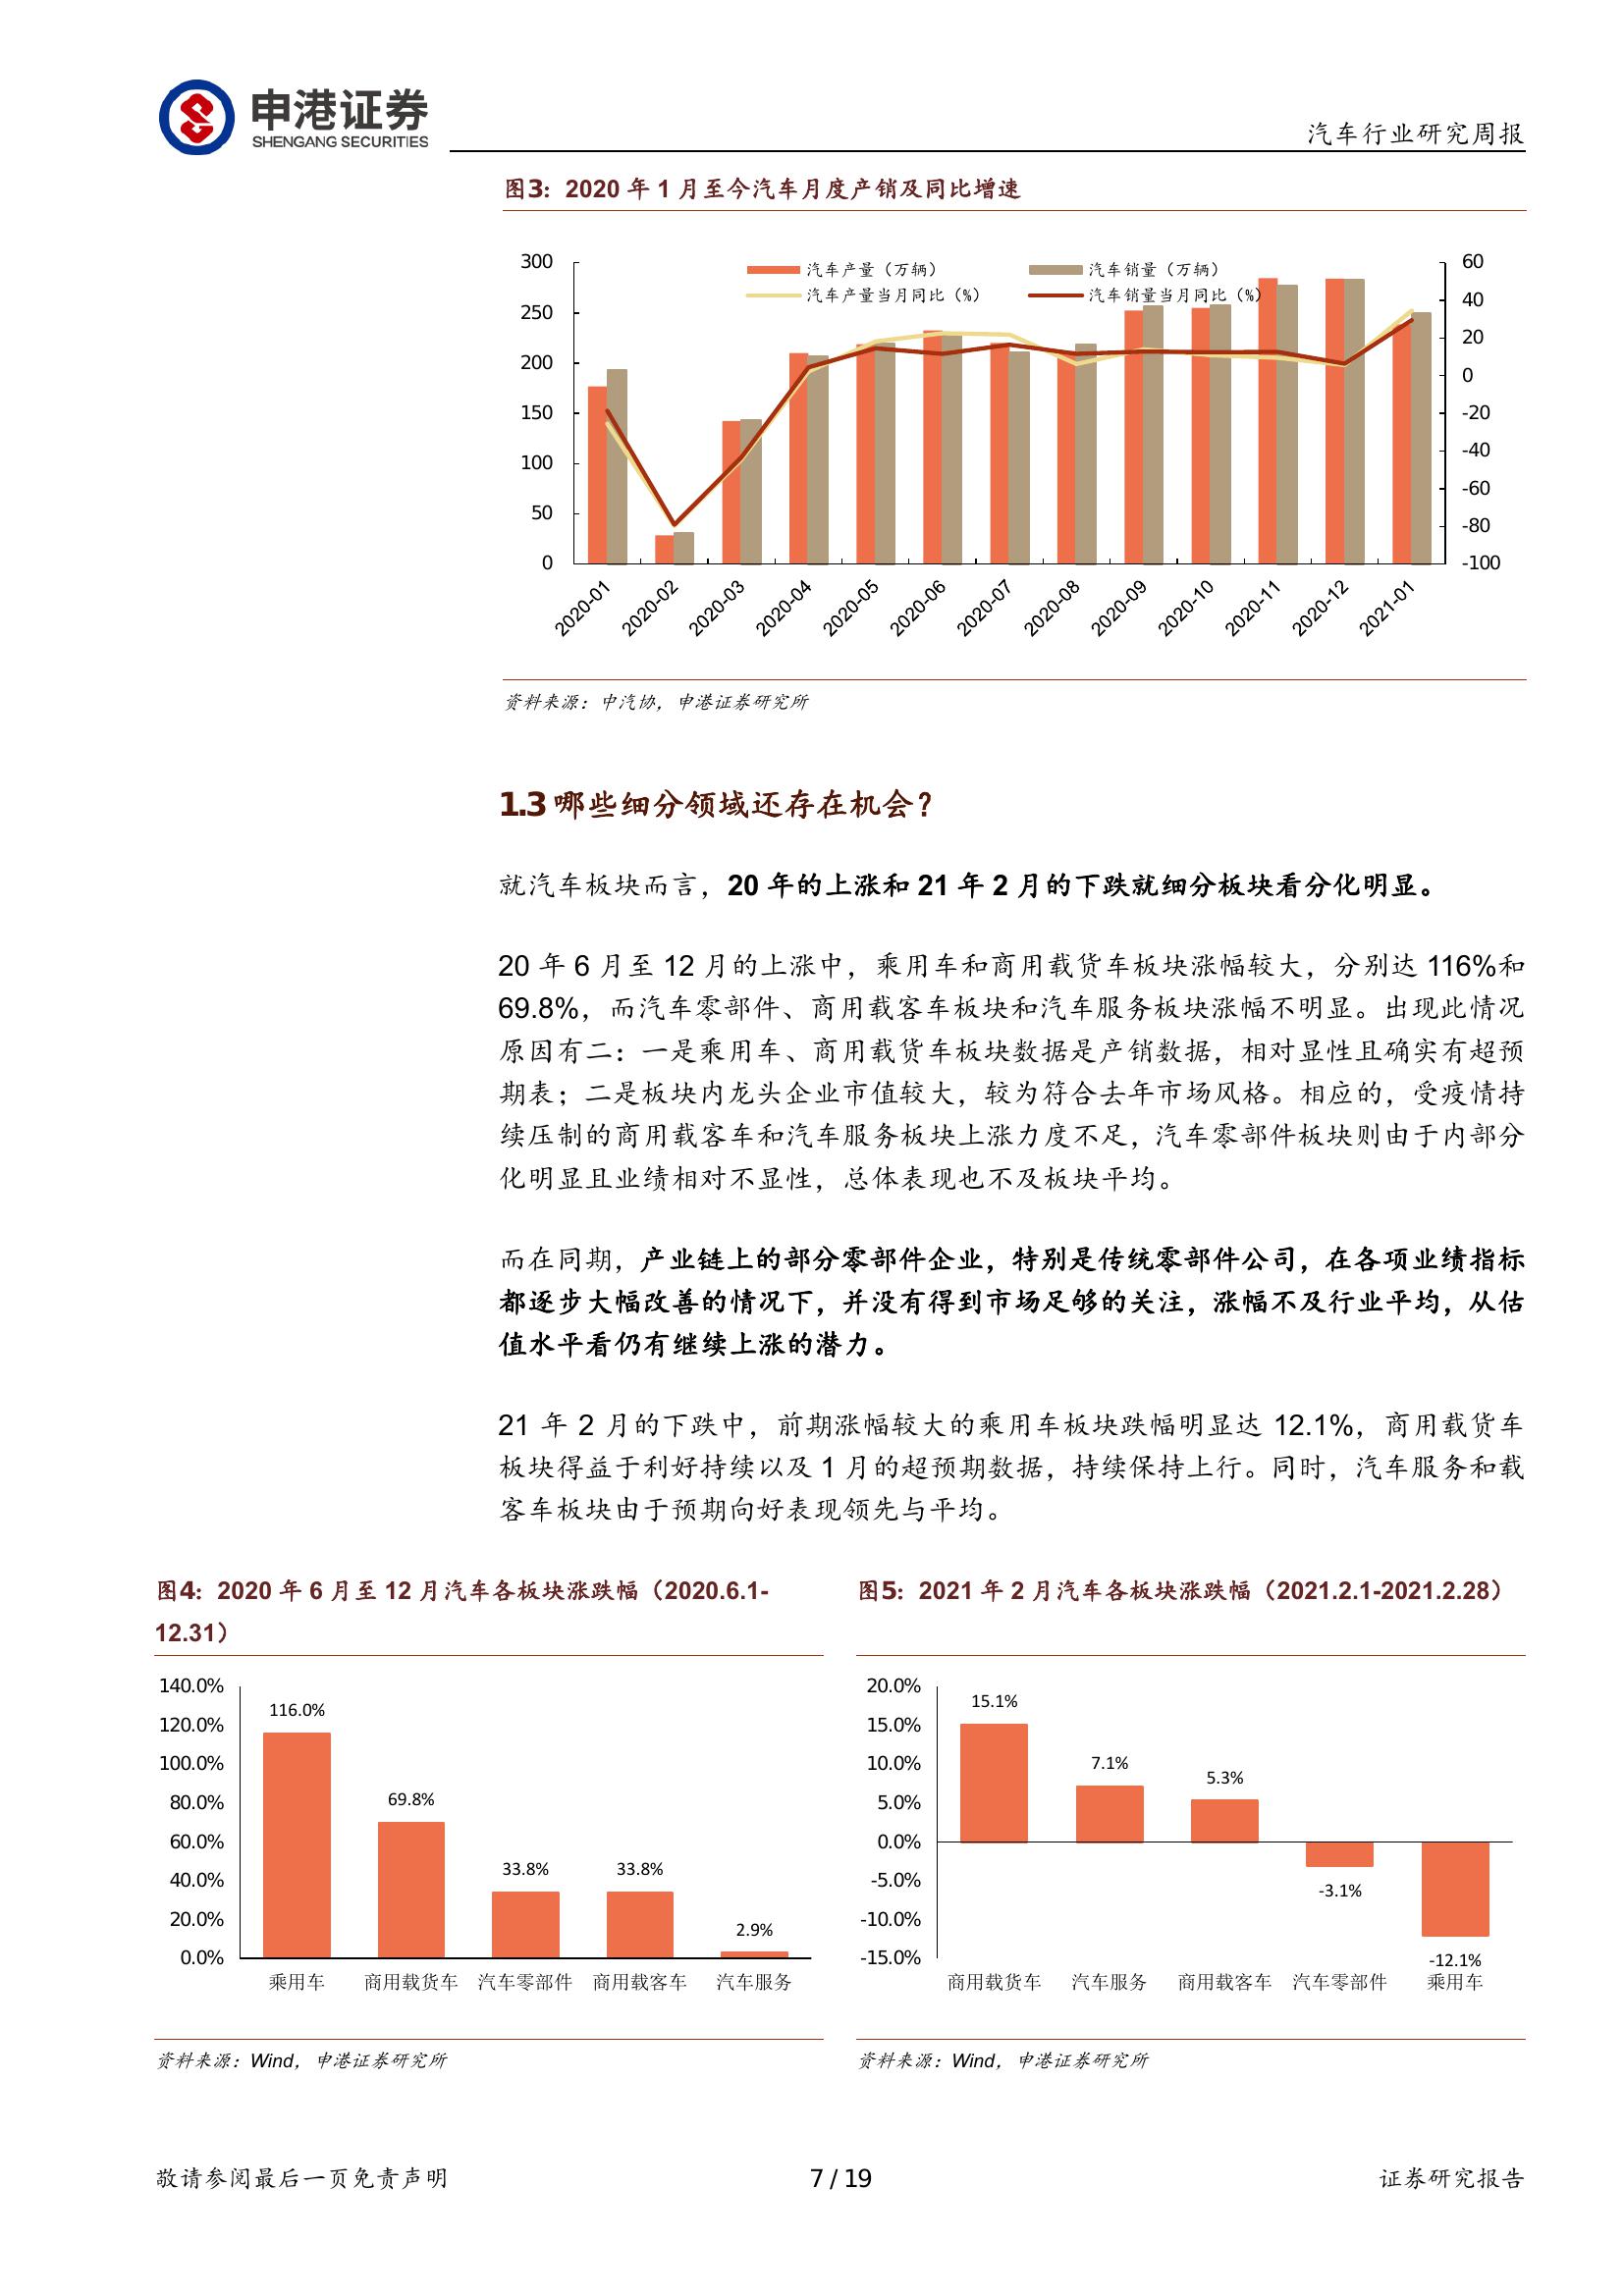 申港证券
SHENGANG SECURITIES
汽车行业研究周报
图3：2020 年 1 月至今汽车月度产销及同比增速
300
250
200
150
100
50
0
汽车产量（万辆）
汽车销量（万辆）
汽车产量当月同比（%）
汽车销量当月同比（%）
60
40
20
0
-20
-40
-60
-80
-100
2020-01
2020-02
2020-03
2020-04
2020-05
2020-06
2020-07
2020-08
2020-09
2020-10
2020-11
2020-12
2021-01
资料来源：中汽协，申港证券研究所
1.3 哪些细分领域还存在机会？
就汽车板块而言，20 年的上涨和 21 年 2 月的下跌就细分板块看分化明显。
20 年 6 月至 12 月的上涨中，乘用车和商用载货车板块涨幅较大，分别达 116%和
69.8%，而汽车零部件、商用载客车板块和汽车服务板块涨幅不明显。出现此情况
原因有二：一是乘用车、商用载货车板块数据是产销数据，相对显性且确实有超预
期表；二是板块内龙头企业市值较大，较为符合去年市场风格。相应的，受疫情持
续压制的商用载客车和汽车服务板块上涨力度不足，汽车零部件板块则由于内部分
化明显且业绩相对不显性，总体表现也不及板块平均。
而在同期，产业链上的部分零部件企业，特别是传统零部件公司，在各项业绩指标
都逐步大幅改善的情况下，并没有得到市场足够的关注，涨幅不及行业平均，从估
值水平看仍有继续上涨的潜力。
21 年 2 月的下跌中，前期涨幅较大的乘用车板块跌幅明显达 12.1%，商用载货车
板块得益于利好持续以及 1 月的超预期数据，持续保持上行。同时，汽车服务和载
客车板块由于预期向好表现领先与平均。
图4：2020 年 6 月至 12 月汽车各板块涨跌幅（2020.6.1-
12.31）
140.0%
120.0%
100.0%
80.0%
60.0%
40.0%
20.0%
0.0%
116.0%
69.8%
33.8%
33.8%
2.9%
乘用车
商用载货车
汽车零部件
商用载客车
汽车服务
资料来源：Wind，申港证券研究所
图5：2021 年 2 月汽车各板块涨跌幅（2021.2.1-2021.2.28）
20.0%
15.0%
10.0%
5.0%
0.0%
-5.0%
-10.0%
-15.0%
15.1%
7.1%
5.3%
-3.1%
-12.1%
商用载货车
汽车服务
商用载客车
汽车零部件
乘用车
资料来源：Wind，申港证券研究所
敬请参阅最后一页免责声明
7 / 19
证券研究报告